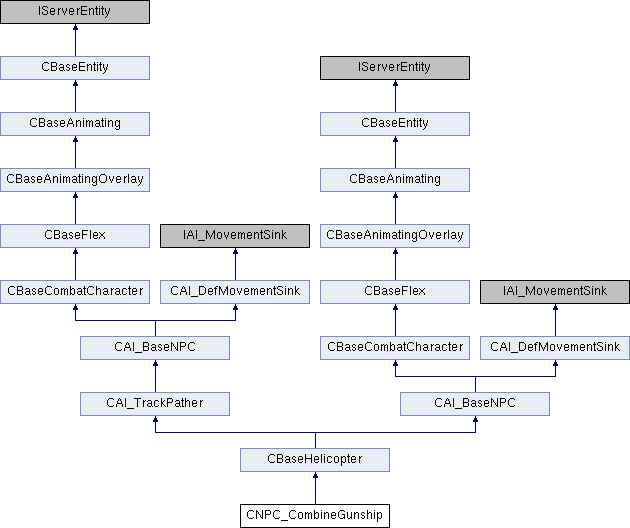 IServerEntity
CBaseEntity
IServerEntity
CBaseAnimating
CBaseEntity
CBaseAnimatingOverlay
CBaseAnimating
CBaseFlex
IAI_MovementSink
CBaseAnimatingOverlay
CBaseCombatCharacter
CAI_DefMovementSink
CBaseFlex
IAI_MovementSink
CAI_BaseNPC
CBaseCombatCharacter
CAI_DefMovementSink
CAI_TrackPather
CAI_BaseNPC
CBaseHelicopter
CNPC_CombineGunship